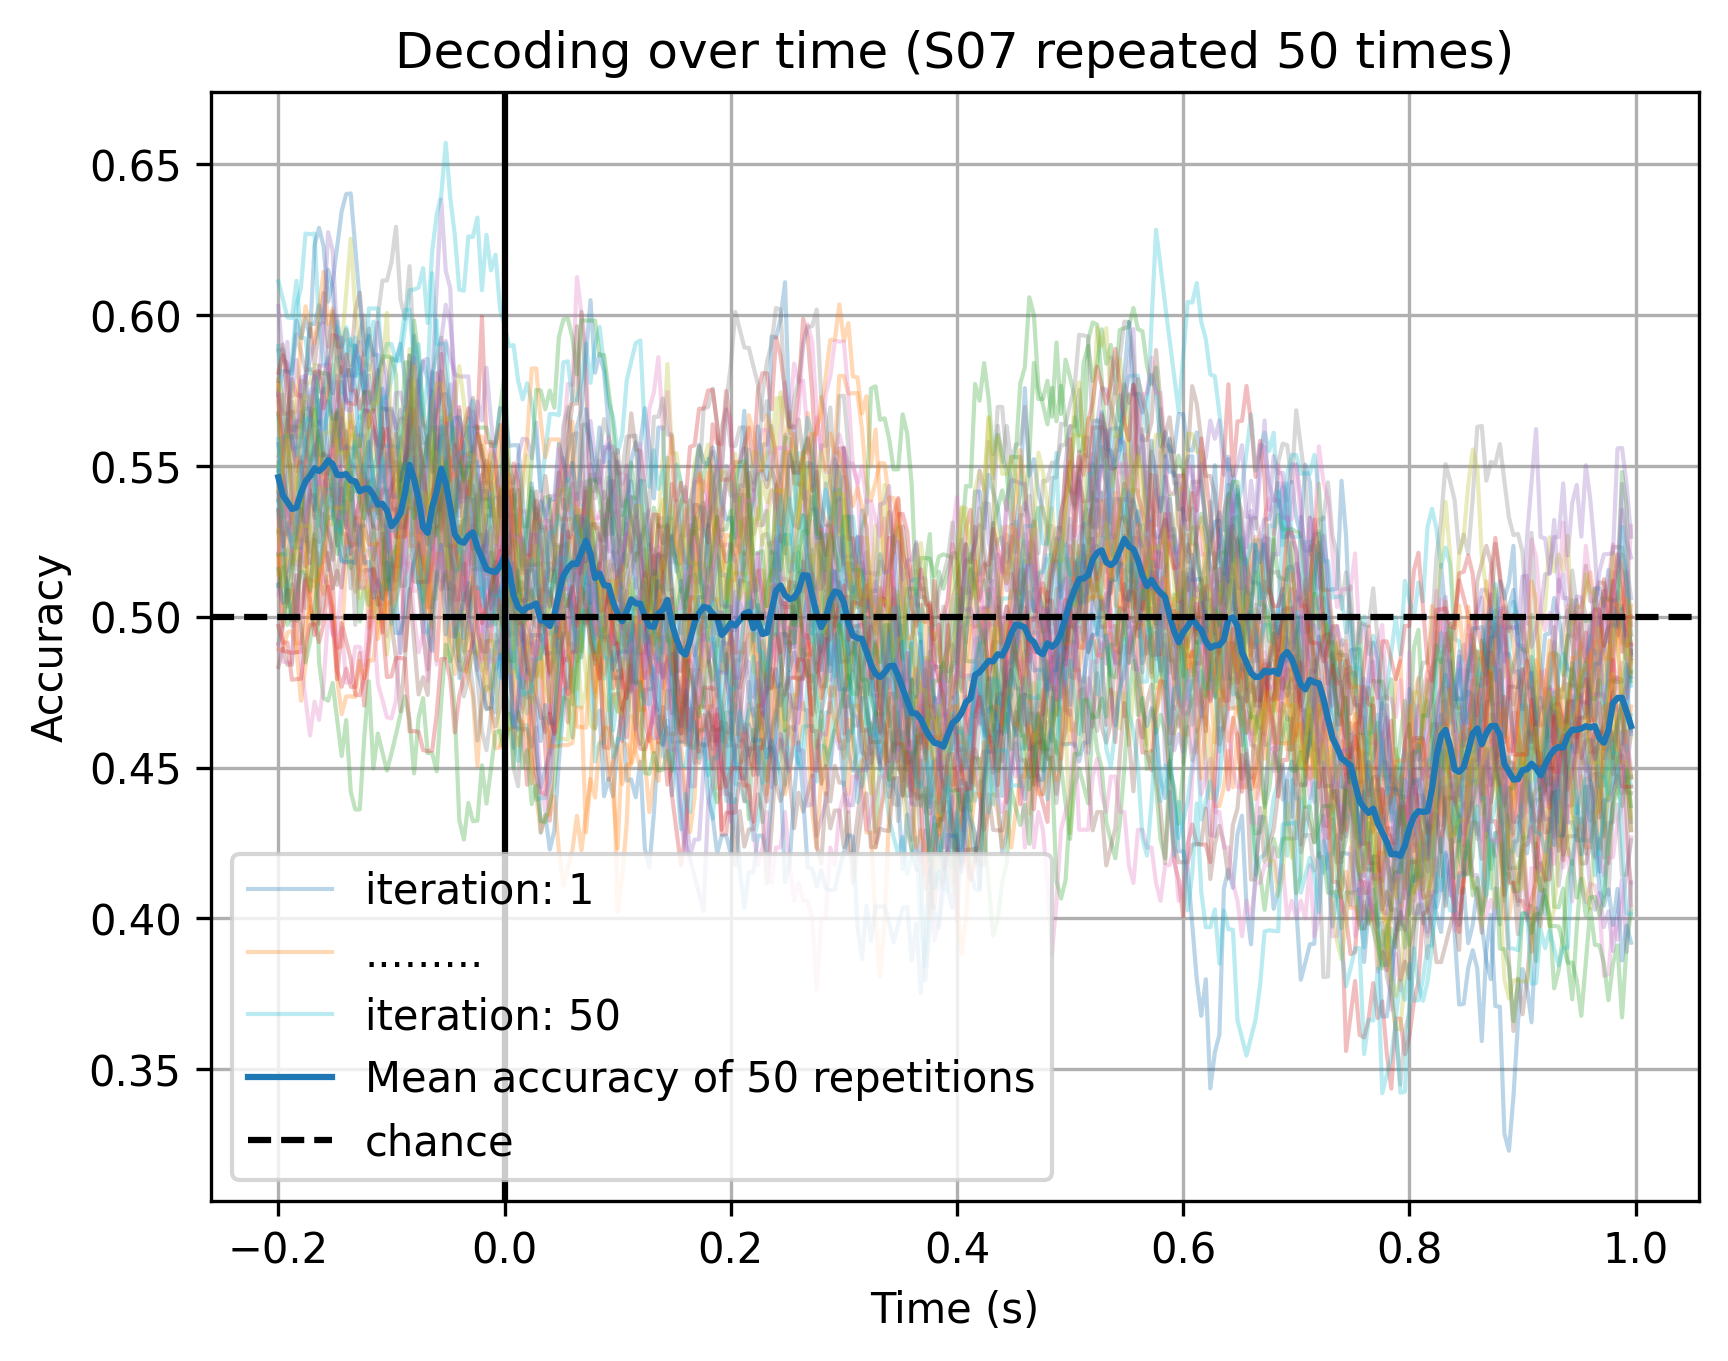 Decoding over time (S07 repeated 50 times)
0.65
0.60
0.55
0.50
0.45
0.40
0.35
Accuracy
iteration: 1
.........
iteration: 50
Mean accuracy of 50 repetitions
chance
−0.2 0.0 0.2 0.4 0.6 0.8 1.0
Time (s)